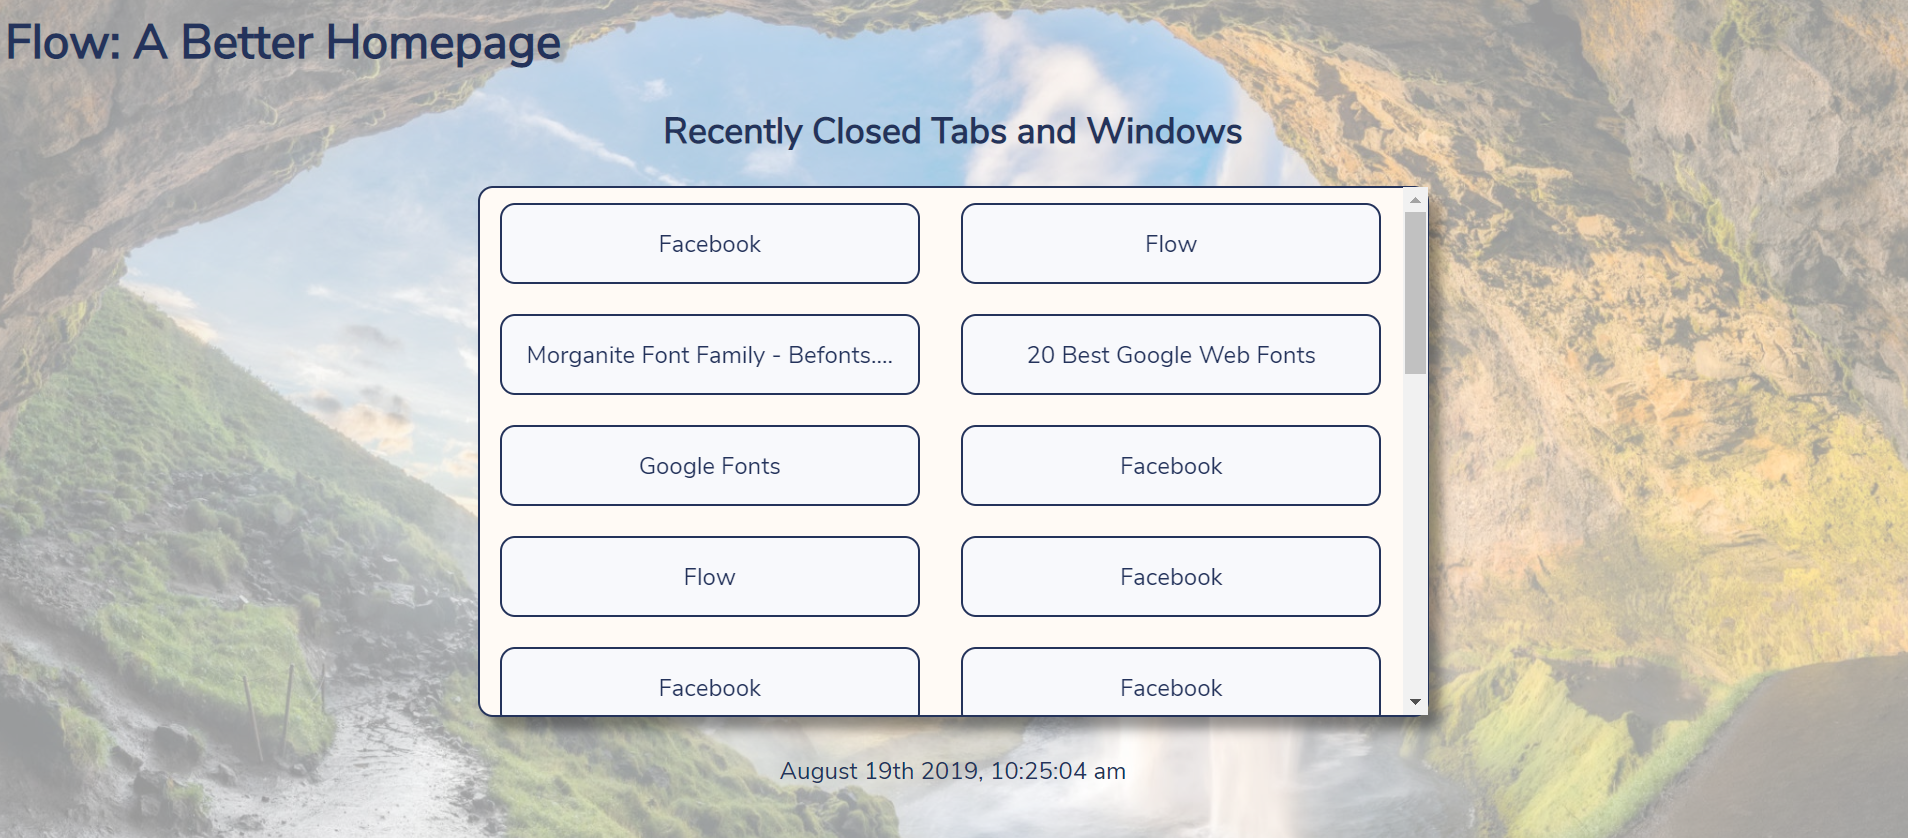 Flow: A Better Homepage
Recently Closed Tabs and Windows
Facebook
Flow
Morganite Font Family - Befonts....
20 Best Google Web Fonts
Google Fonts
Facebook
Flow
Facebook
Facebook
Facebook
August 19th 2019, 10:25:04 am